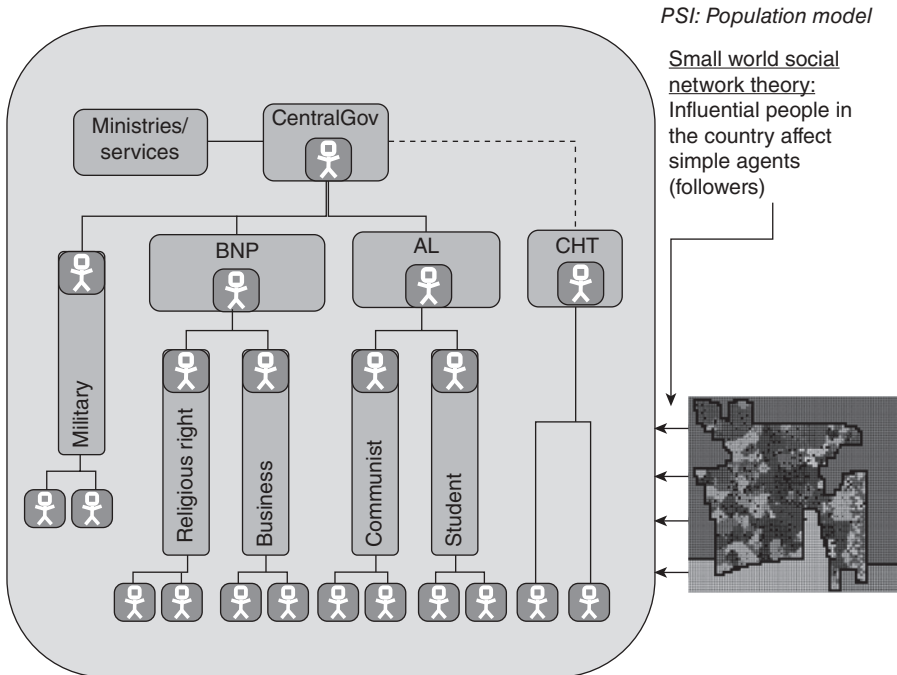 PSI: Population model
Small world social
network theory:
Influential people in
the country affect
simple agents
(followers)
Ministries/
services
CentralGov
BNP
AL
CHT
Military
Religious right
Business
Communist
Student